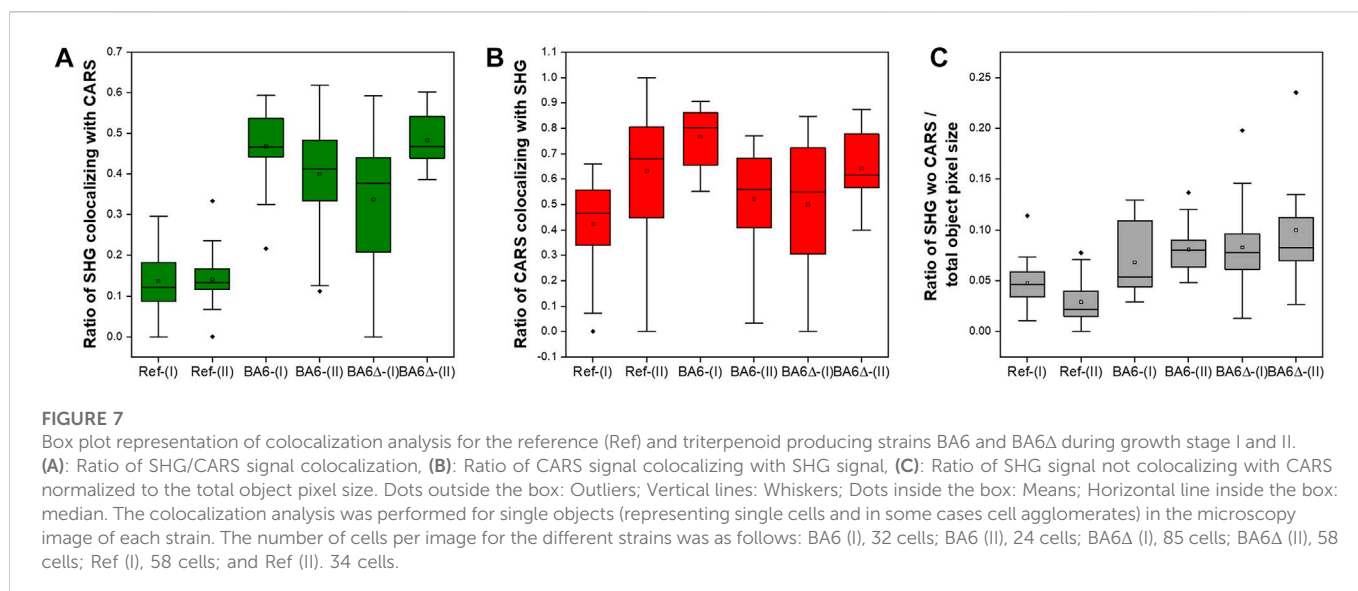 A
Ratio of SHG colocalizing with CARS
0.7
0.6
0.5
0.4
0.3
0.2
0.1
0.0
Ref-(I) Ref-(II) BA6-(I) BA6-(II) BA6Δ-(I) BA6Δ-(II)
B
Ratio of CARS colocalizing with SHG
1.1
1.0
0.9
0.8
0.7
0.6
0.5
0.4
0.3
0.2
0.1
0.0
-0.1
Ref-(I) Ref-(II) BA6-(I) BA6-(II) BA6Δ-(I) BA6Δ-(II)
C
Ratio of SHG wo CARS /
total object pixel size
0.25
0.20
0.15
0.10
0.05
0.00
Ref-(I) Ref-(II) BA6-(I) BA6-(II) BA6Δ-(I) BA6Δ-(II)
FIGURE 7
Box plot representation of colocalization analysis for the reference (Ref) and triterpenoid producing strains BA6 and BA6Δ during growth stage I and II.
(A): Ratio of SHG/CARS signal colocalization, (B): Ratio of CARS signal colocalizing with SHG signal, (C): Ratio of SHG signal not colocalizing with CARS
normalized to the total object pixel size. Dots outside the box: Outliers; Vertical lines: Whiskers; Dots inside the box: Means; Horizontal line inside the box:
median. The colocalization analysis was performed for single objects (representing single cells and in some cases cell agglomerates) in the microscopy
image of each strain. The number of cells per image for the different strains was as follows: BA6 (I), 32 cells; BA6 (II), 24 cells; BA6Δ (I), 85 cells; BA6Δ (II), 58
cells; Ref (I), 58 cells; and Ref (II). 34 cells.